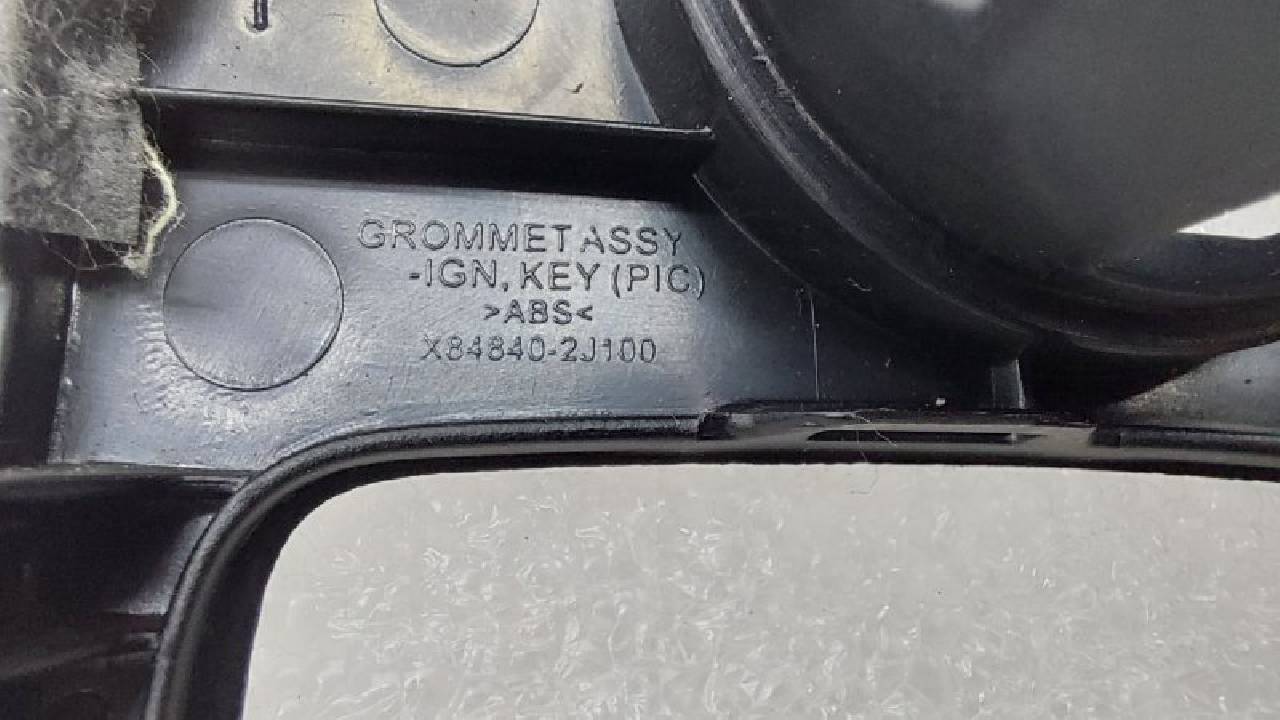 GROMMET ASSY
-IGN, KEY (PIC)
>ABS<
X84840-2J100